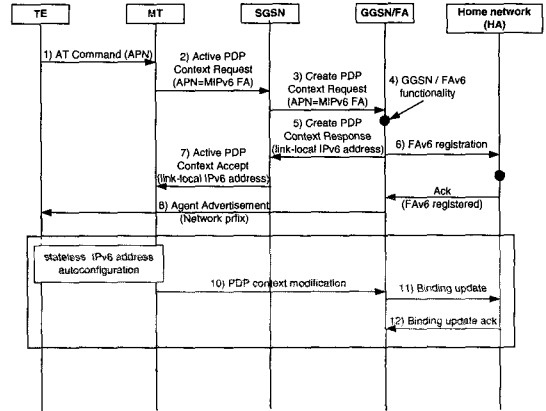 TE
MT
SGSN
GGSN/FA
Home network
(HA)
1) AT Command (APN)
2) Active PDP
Context Request
(APN=MIPv6 FA)
3) Create PDP
Context Request
(APN=MIPv6 FA)
4) GGSN / FAv6
functionality
5) Create PDP
Context Response
(link-local IPv6 address)
6) FAv6 registration
7) Active PDP
Context Accept
(link-local IPv6 address)
Ack
(FAv6 registered)
8) Agent Advertisement
(Network prfix)
stateless IPv6 address
autoconfiguration
10) PDP context modification
11) Binding update
12) Binding update ack